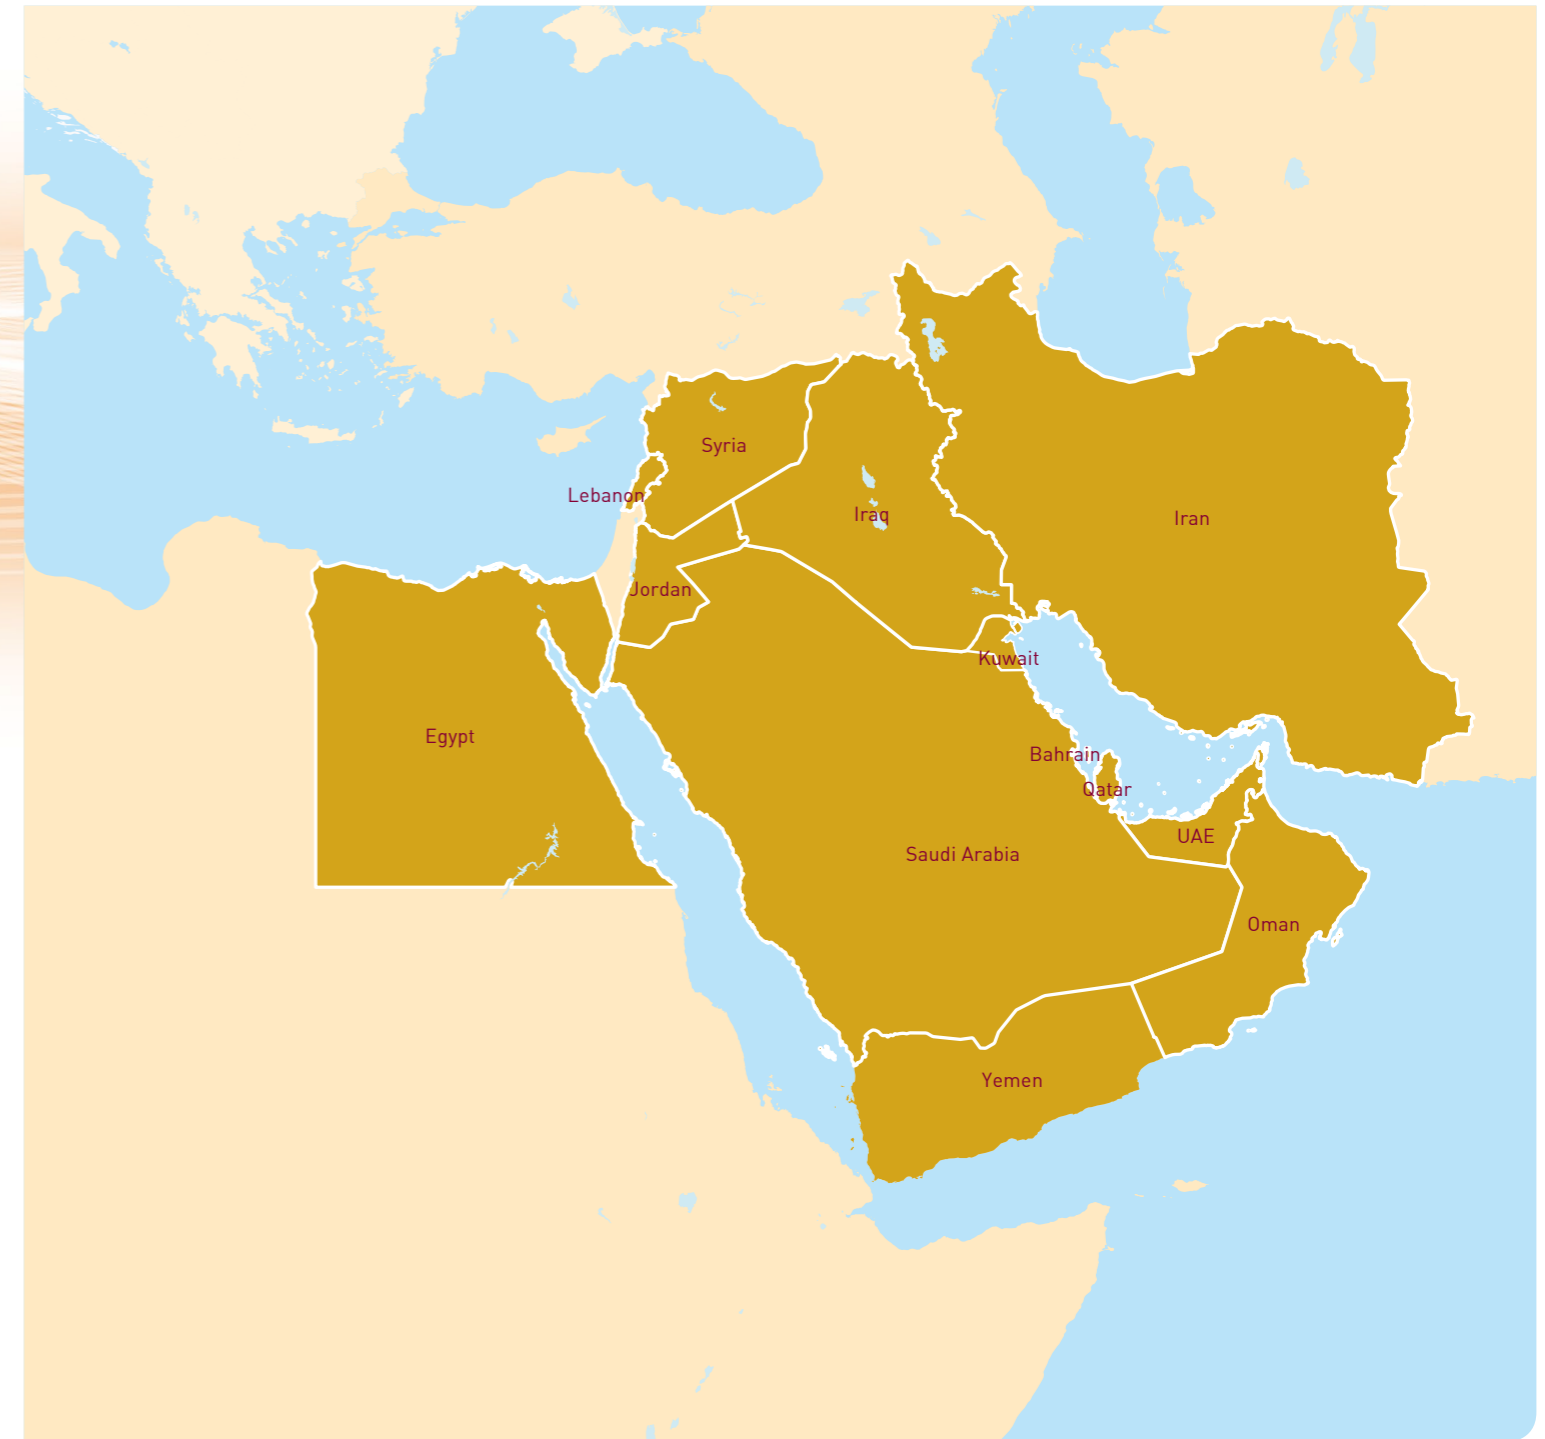 Syria
Lebanon
Iraq
Iran
Jordan
Kuwait
Egypt
Bahrain
Qatar
UAE
Saudi Arabia
Oman
Yemen